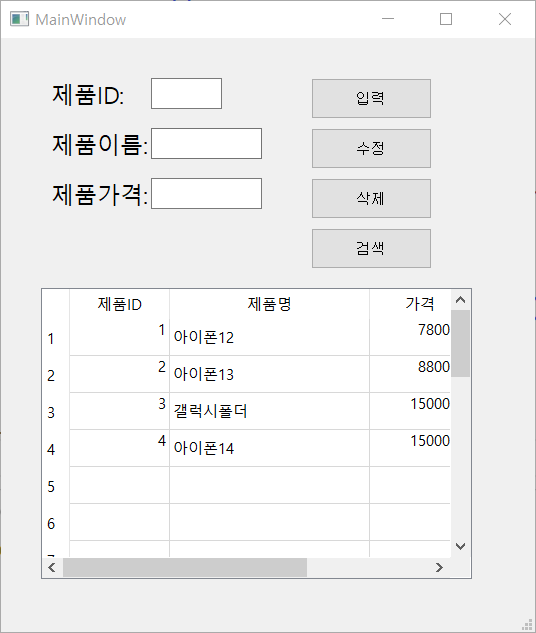 MainWindow
제품ID:
입력
제품이름:
수정
제품가격:
삭제
검색
제품ID 제품명 가격
1 1 아이폰12 7800
2 2 아이폰13 8800
3 3 갤럭시폴더 15000
4 4 아이폰14 15000
5
6